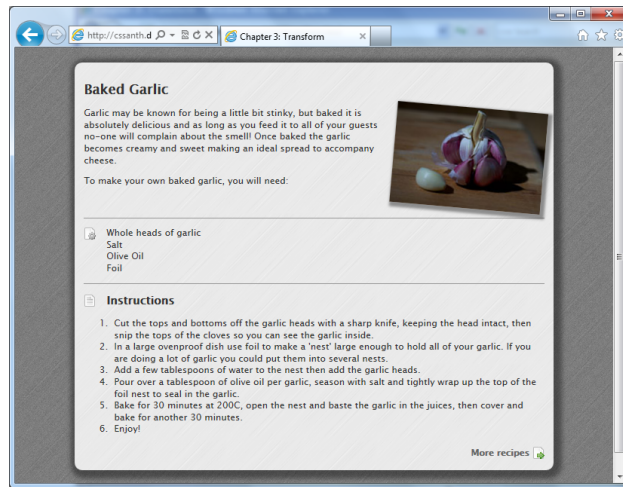 http://cssanth.d
Chapter 3: Transform
Baked Garlic
Garlic may be known for being a little bit stinky, but baked it is
absolutely delicious and as long as you feed it to all of your guests
no-one will complain about the smell! Once baked the garlic
becomes creamy and sweet making an ideal spread to accompany
cheese.
To make your own baked garlic, you will need:
Whole heads of garlic
Salt
Olive Oil
Foil
Instructions
1. Cut the tops and bottoms off the garlic heads with a sharp knife, keeping the head intact, then
snip the tops of the cloves so you can see the garlic inside.
2. In a large ovenproof dish use foil to make a 'nest' large enough to hold all of your garlic. If you
are doing a lot of garlic you could put them into several nests.
3. Add a few tablespoons of water to the nest then add the garlic heads.
4. Pour over a tablespoon of olive oil per garlic, season with salt and tightly wrap up the top of the
foil nest to seal in the garlic.
5. Bake for 30 minutes at 200C, open the nest and baste the garlic in the juices, then cover and
bake for another 30 minutes.
6. Enjoy!
More recipes